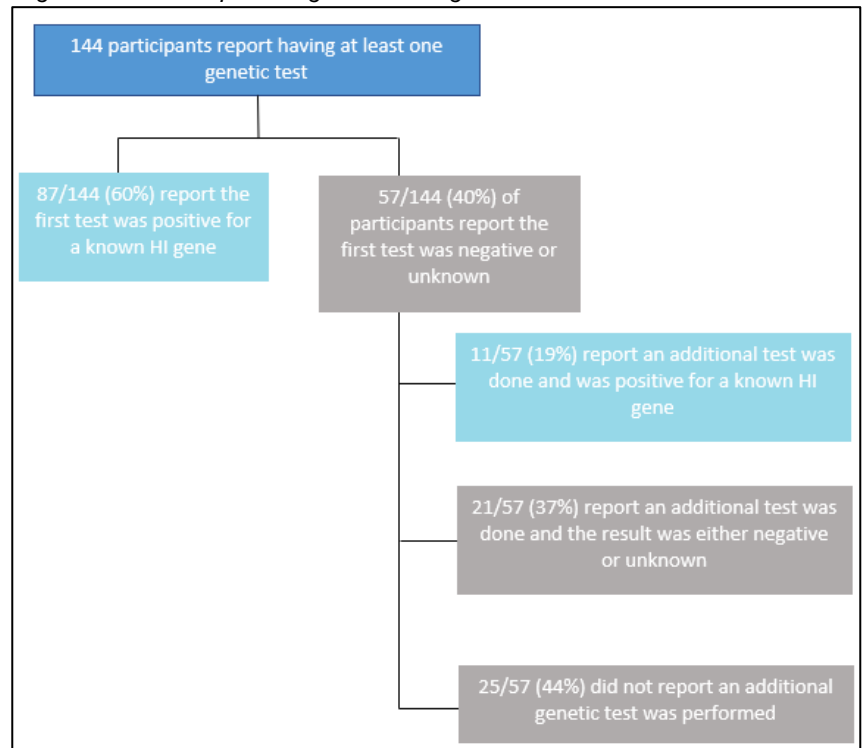 144 participants report having at least one
genetic test
87/144 (60%) report the
first test was positive for
a known HI gene
57/144 (40%) of
participants report the
first test was negative or
unknown
11/57 (19%) report an additional test was
done and was positive for a known HI
gene
21/57 (37%) report an additional test was
done and the result was either negative
or unknown
25/57 (44%) did not report an additional
genetic test was performed